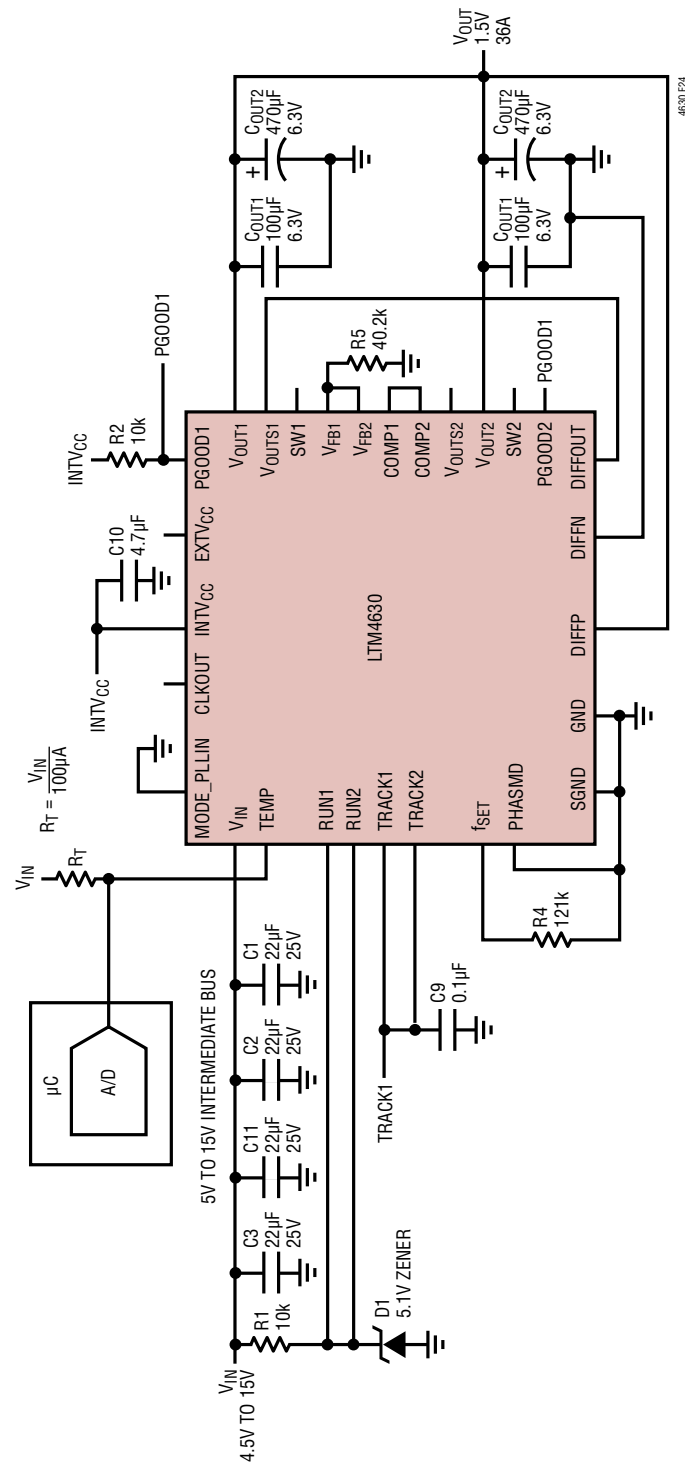 µC
A/D
VIN
RT
RT = VIN
100µA
INTVCC
C10
4.7µF
INTVCC
R2
10k
PGOOD1
VIN
4.5V TO 15V
5V TO 15V INTERMEDIATE BUS
R1
10k
C3
22µF
25V
C11
22µF
25V
C2
22µF
25V
C1
22µF
25V
D1
5.1V ZENER
TRACK1
C9
0.1µF
R4
121k
MODE_PLLIN
CLKOUT
INTVCC
EXTVCC
PGOOD1
VIN
TEMP
RUN1
RUN2
TRACK1
TRACK2
fSET
PHASMD
LTM4630
VOUT1
VOUTS1
SW1
VFB1
VFB2
COMP1
COMP2
VOUTS2
VOUT2
SW2
PGOOD2
SGND
GND
DIFFP
DIFFN
DIFFOUT
R5
40.2k
PGOOD1
COUT1
100µF
6.3V
COUT2
470µF
6.3V
+
COUT1
100µF
6.3V
COUT2
470µF
6.3V
+
VOUT
1.5V
36A
4630 F24